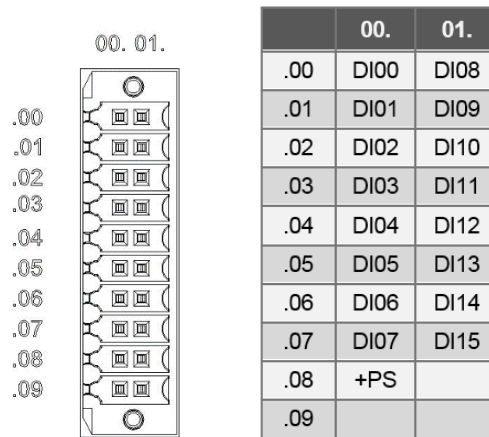 00. 01.
.00
.01
.02
.03
.04
.05
.06
.07
.08
.09
00. 01.
.00 DI00 DI08
.01 DI01 DI09
.02 DI02 DI10
.03 DI03 DI11
.04 DI04 DI12
.05 DI05 DI13
.06 DI06 DI14
.07 DI07 DI15
.08 +PS
.09